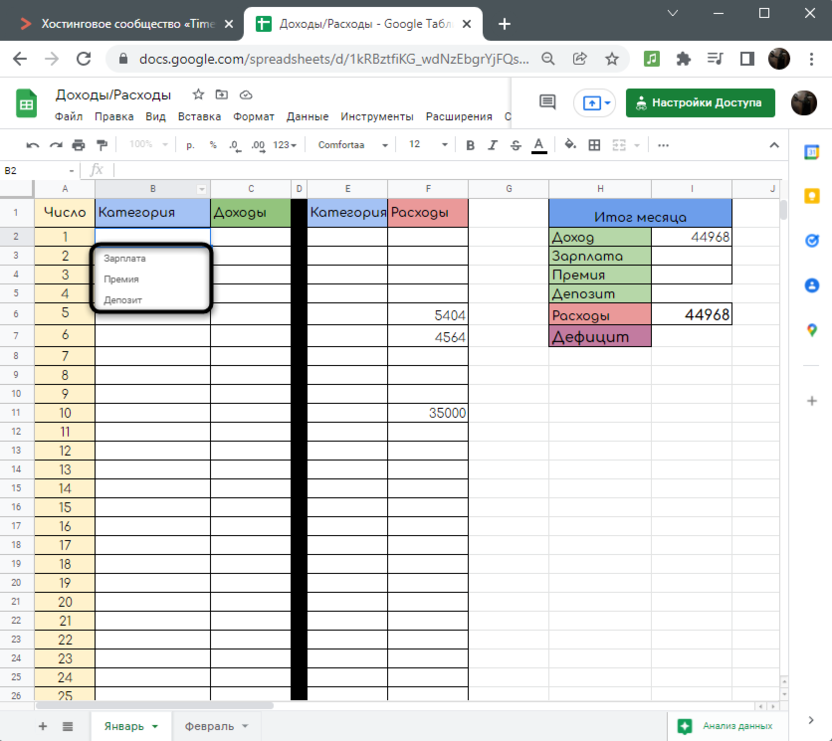 Хостинговое сообщество «Time
Доходы/Расходы - Google Табл
docs.google.com/spreadsheets/d/1kRBztfiKG_wdNzEbgrYjFQs...
Доходы/Расходы
Файл Правка Вид Вставка Формат Данные Инструменты Расширения С
Настройки Доступа
100% р. % .0 .00 123 Comfortaa 12 B I S A
B2 fx
A B C D E F G H I J
1 Число Категория Доходы Категория Расходы Итог месяца
2 1 Доход 44968
3 2 Зарплата Зарплата
4 3 Премия Премия
5 4 Депозит Депозит
6 5 5404 Расходы 44968
7 6 4564 Дефицит
8 7
9 8
10 9
11 10 35000
12 11
13 12
14 13
15 14
16 15
17 16
18 17
19 18
20 19
21 20
22 21
23 22
24 23
25 24
26 25
Январь Февраль Анализ данных